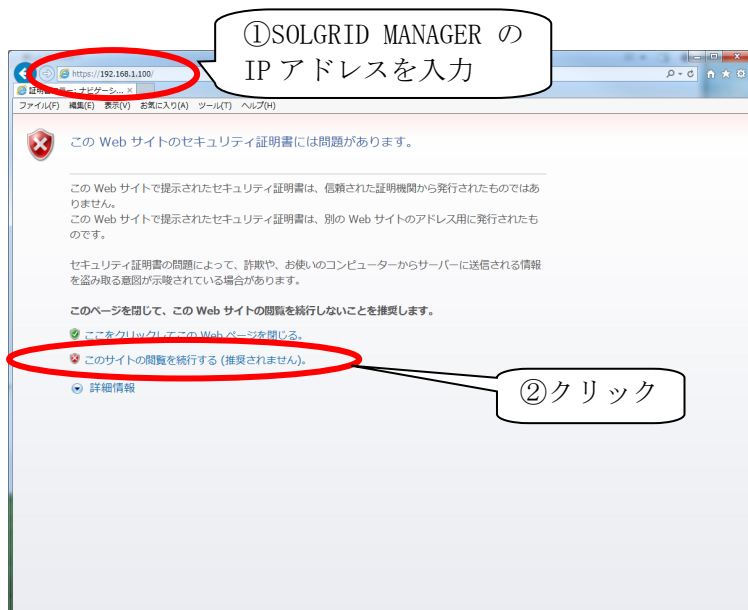 ①SOLGRID MANAGER の
IP アドレスを入力
https://192.168.1.100/
ナビゲーシ... ×
ファイル(F) 編集(E) 表示(V) お気に入り(A) ツール(T) ヘルプ(H)
この Web サイトのセキュリティ証明書には問題があります。
この Web サイトで提示されたセキュリティ証明書は、信頼された証明機関から発行されたものではあ
りません。
この Web サイトで提示されたセキュリティ証明書は、別の Web サイトのアドレス用に発行されたも
のです。
セキュリティ証明書の問題によって、詐欺や、お使いのコンピューターからサーバーに送信される情報
を盗み取る意図が示唆されている場合があります。
このページを閉じて、この Web サイトの閲覧を続行しないことを推奨します。
ここをクリックしてこの Web ページを閉じる。
このサイトの閲覧を続行する (推奨されません)。
詳細情報
②クリック